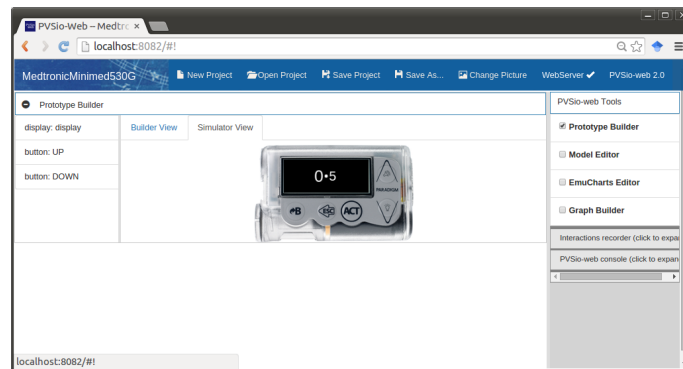 PVSio-Web – Medtrc
localhost:8082/#!
MedtronicMinimed530G
New Project
Open Project
Save Project
Save As...
Change Picture
WebServer
PVSio-web 2.0
Prototype Builder
display: display
button: UP
button: DOWN
Builder View
Simulator View
0•5
PARADIGM
B
ESC
ACT
PVSio-web Tools
Prototype Builder
Model Editor
EmuCharts Editor
Graph Builder
Interactions recorder (click to expa
PVSio-web console (click to expan
localhost:8082/#!